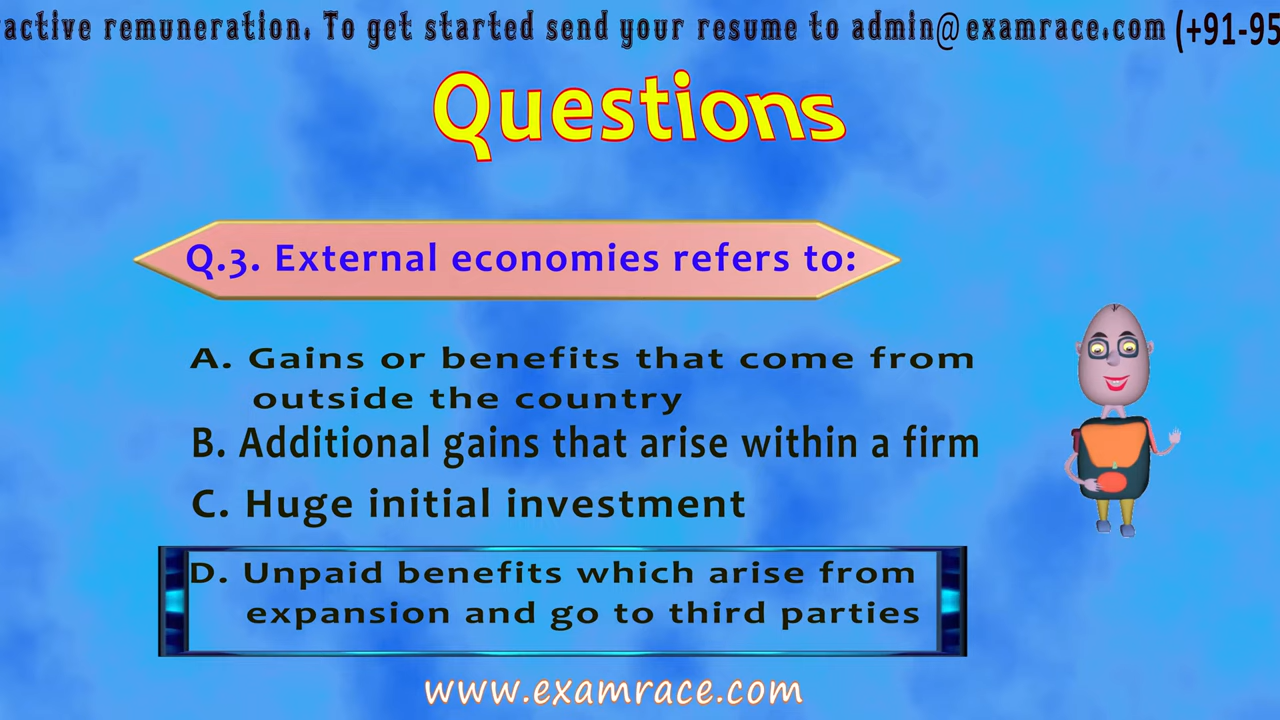 remuneration. To get started send your resume to admin@examrace.com (+91-95
Questions
Q.3. External economies refers to:
A. Gains or benefits that come from
outside the country
B. Additional gains that arise within a firm
C. Huge initial investment
D. Unpaid benefits which arise from
expansion and go to third parties
www.examrace.com